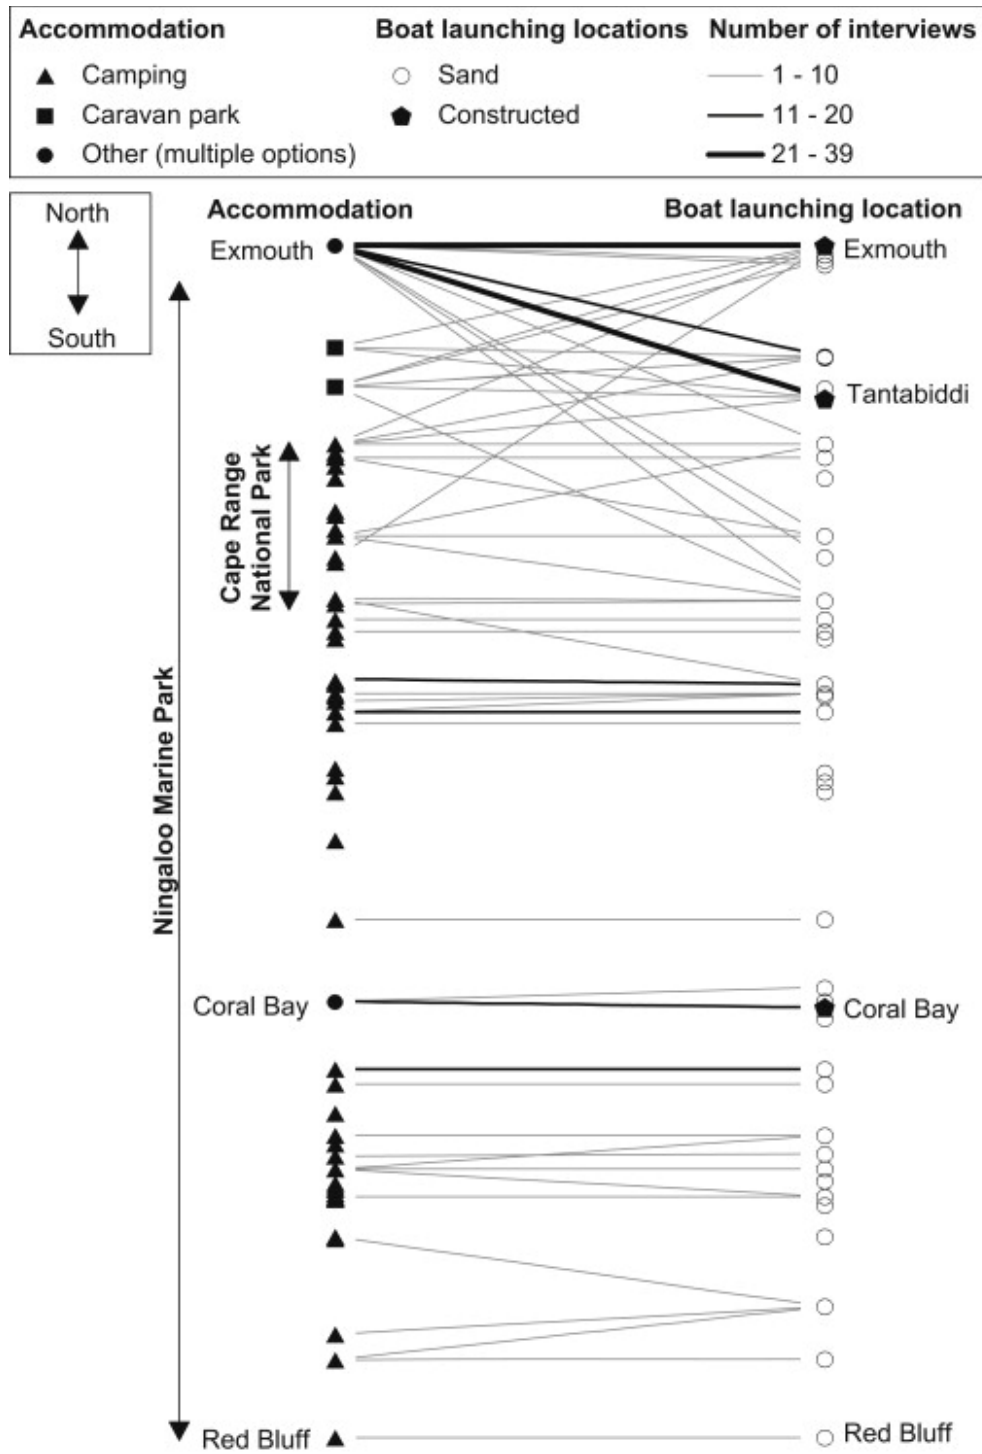 Accommodation Boat launching locations Number of interviews
Camping Sand 1 - 10
Caravan park Constructed 11 - 20
Other (multiple options) 21 - 39
North
South
Accommodation Boat launching location
Exmouth Exmouth
Tantabiddi
Cape Range
National Park
Ningaloo Marine Park
Coral Bay Coral Bay
Red Bluff Red Bluff